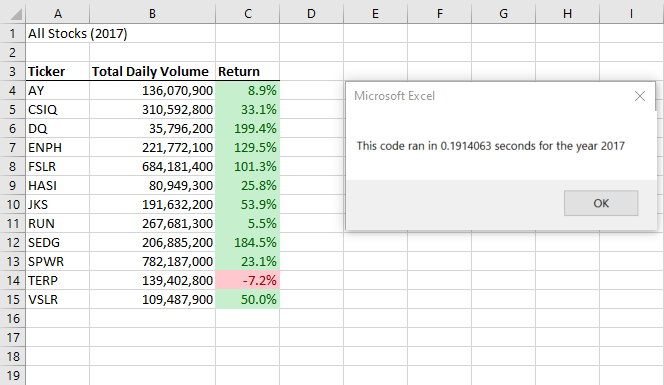 A B C D E F G H I
1 All Stocks (2017)
2
3 Ticker Total Daily Volume Return
4 AY 136,070,900 8.9%
5 CSIQ 310,592,800 33.1%
6 DQ 35,796,200 199.4%
7 ENPH 221,772,100 129.5%
8 FSLR 684,181,400 101.3%
9 HASI 80,949,300 25.8%
10 JKS 191,632,200 53.9%
11 RUN 267,681,300 5.5%
12 SEDG 206,885,200 184.5%
13 SPWR 782,187,000 23.1%
14 TERP 139,402,800 -7.2%
15 VSLR 109,487,900 50.0%
16
17
18
19
Microsoft Excel
This code ran in 0.1914063 seconds for the year 2017
OK